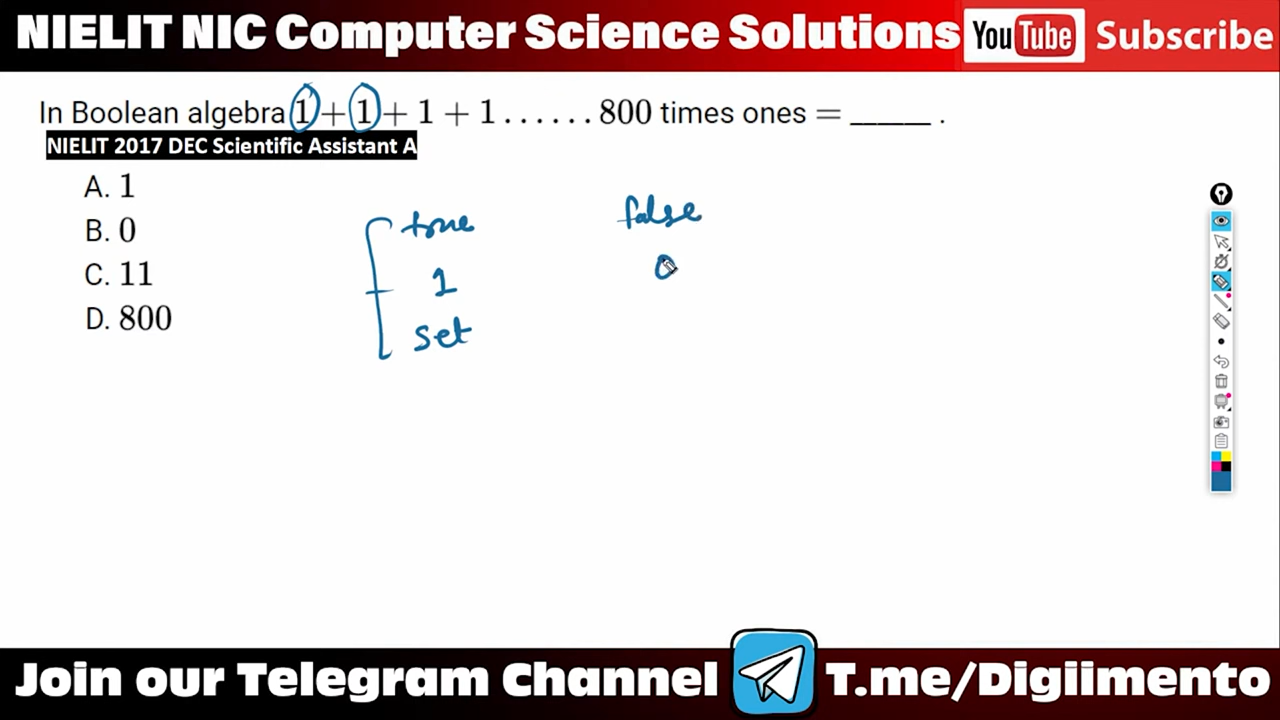 NIELIT NIC Computer Science Solutions YouTube Subscribe
In Boolean algebra 1 + 1 + 1 + 1 . . . . . . 800 times ones = ______ .
NIELIT 2017 DEC Scientific Assistant A
A. 1
B. 0
C. 11
D. 800
true false
1 0
set
Join our Telegram Channel T.me/Digiimento